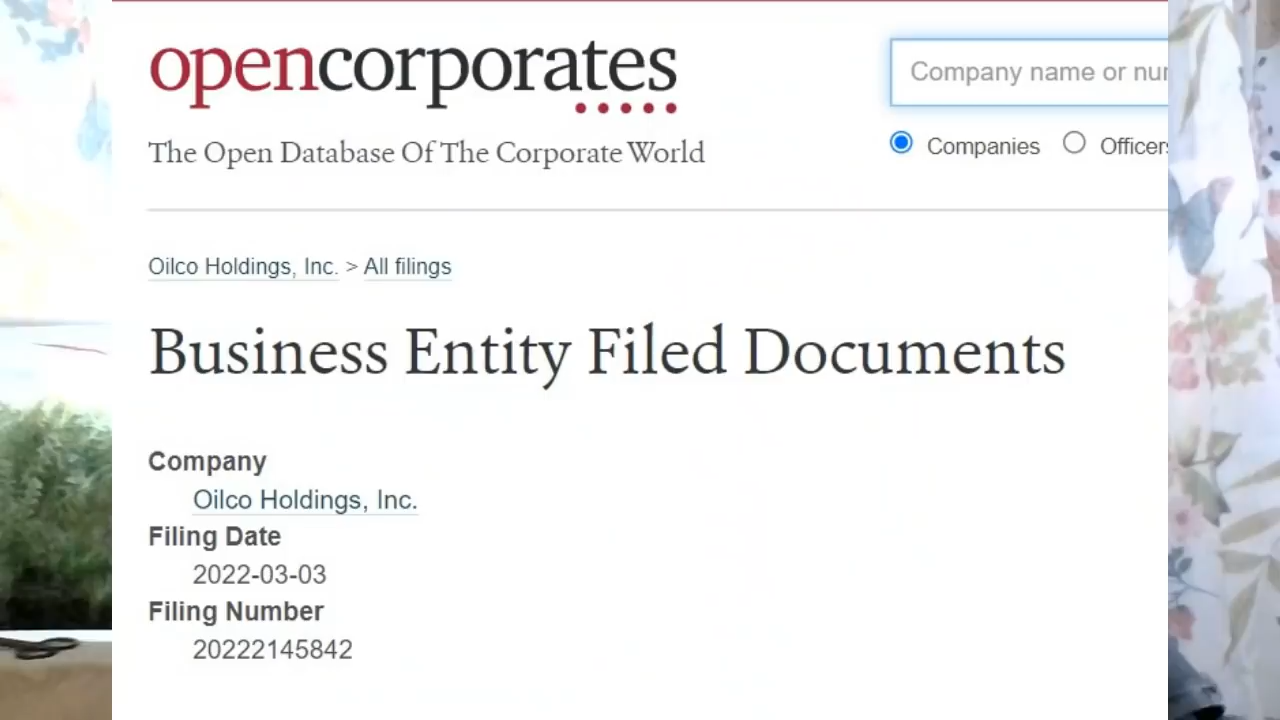 opencorporates
The Open Database Of The Corporate World
Company name or nu
Companies
Officer
Oilco Holdings, Inc. > All filings
Business Entity Filed Documents
Company
Oilco Holdings, Inc.
Filing Date
2022-03-03
Filing Number
20222145842